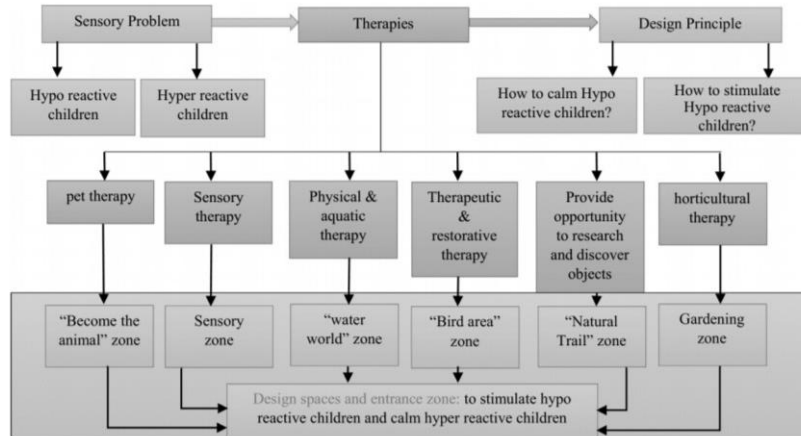 Sensory Problem
Therapies
Design Principle
Hypo reactive
children
Hyper reactive
children
How to calm Hypo
reactive children?
How to stimulate
Hypo reactive
children?
pet therapy
Sensory
therapy
Physical &
aquatic
therapy
Therapeutic
&
restorative
therapy
Provide
opportunity
to research
and discover
objects
horticultural
therapy
“Become the
animal” zone
Sensory
zone
“water
world” zone
“Bird area”
zone
“Natural
Trail” zone
Gardening
zone
Design spaces and entrance zone: to stimulate hypo
reactive children and calm hyper reactive children